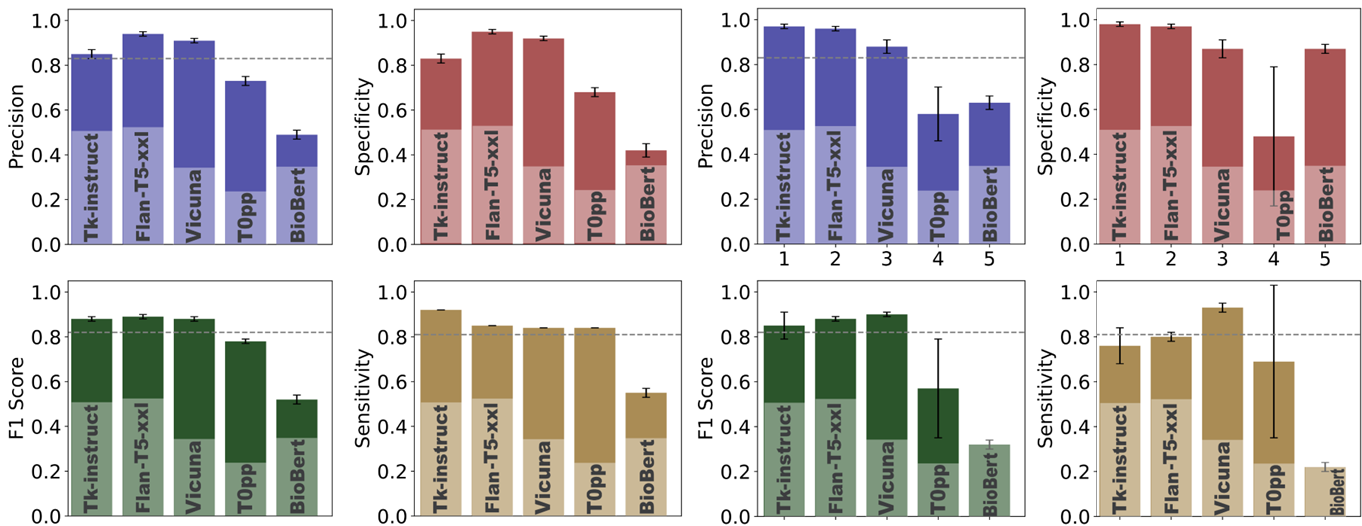 Precision
1.0
0.8
0.6
0.4
0.2
0.0
Tk-instruct
Flan-T5-xxl
Vicuna
T0pp
BioBert
Specificity
1.0
0.8
0.6
0.4
0.2
0.0
Tk-instruct
Flan-T5-xxl
Vicuna
T0pp
BioBert
Precision
1.0
0.8
0.6
0.4
0.2
0.0
Tk-instruct
Flan-T5-xxl
Vicuna
T0pp
BioBert
1 2 3 4 5
Specificity
1.0
0.8
0.6
0.4
0.2
0.0
Tk-instruct
Flan-T5-xxl
Vicuna
T0pp
BioBert
1 2 3 4 5
F1 Score
1.0
0.8
0.6
0.4
0.2
0.0
Tk-instruct
Flan-T5-xxl
Vicuna
T0pp
BioBert
Sensitivity
1.0
0.8
0.6
0.4
0.2
0.0
Tk-instruct
Flan-T5-xxl
Vicuna
T0pp
BioBert
F1 Score
1.0
0.8
0.6
0.4
0.2
0.0
Tk-instruct
Flan-T5-xxl
Vicuna
T0pp
BioBert
Sensitivity
1.0
0.8
0.6
0.4
0.2
0.0
Tk-instruct
Flan-T5-xxl
Vicuna
T0pp
BioBert